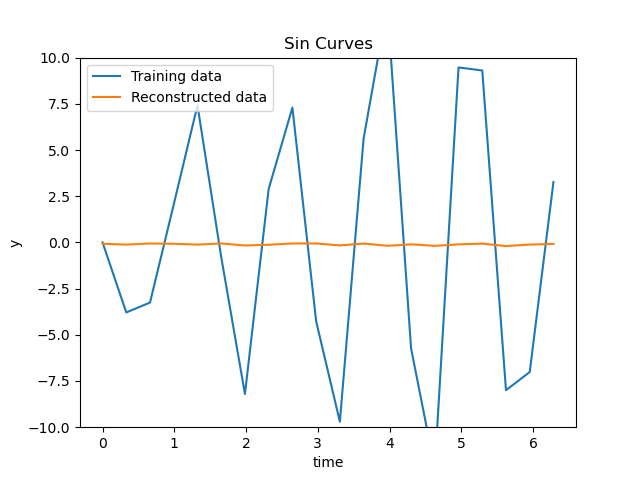 Sin Curves
Training data
Reconstructed data
10.0
7.5
5.0
2.5
0.0
−2.5
−5.0
−7.5
−10.0
y
0 1 2 3 4 5 6
time